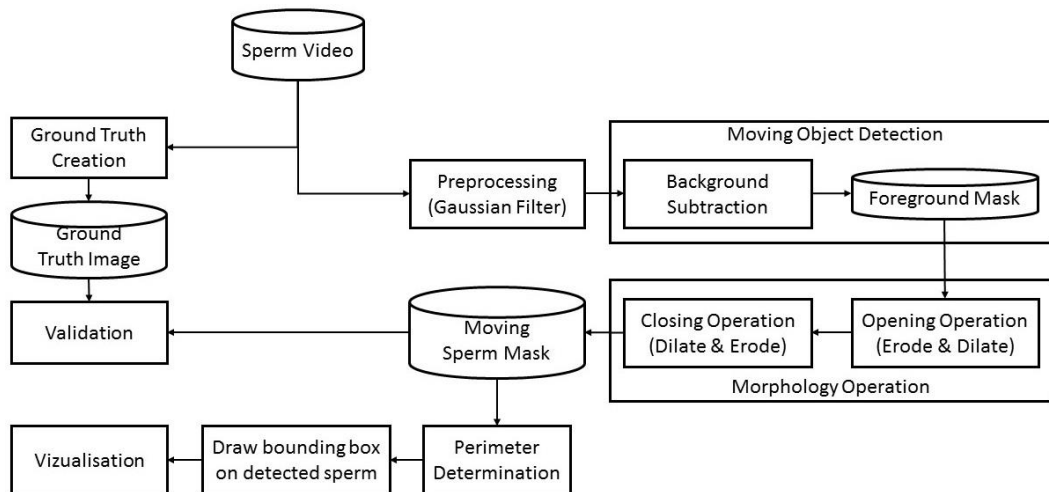 Sperm Video
Ground Truth
Creation
Moving Object Detection
Preprocessing
(Gaussian Filter)
Background
Subtraction
Foreground Mask
Ground
Truth Image
Validation
Moving
Sperm Mask
Closing Operation
(Dilate & Erode)
Opening Operation
(Erode & Dilate)
Morphology Operation
Vizualisation
Draw bounding box
on detected sperm
Perimeter
Determination